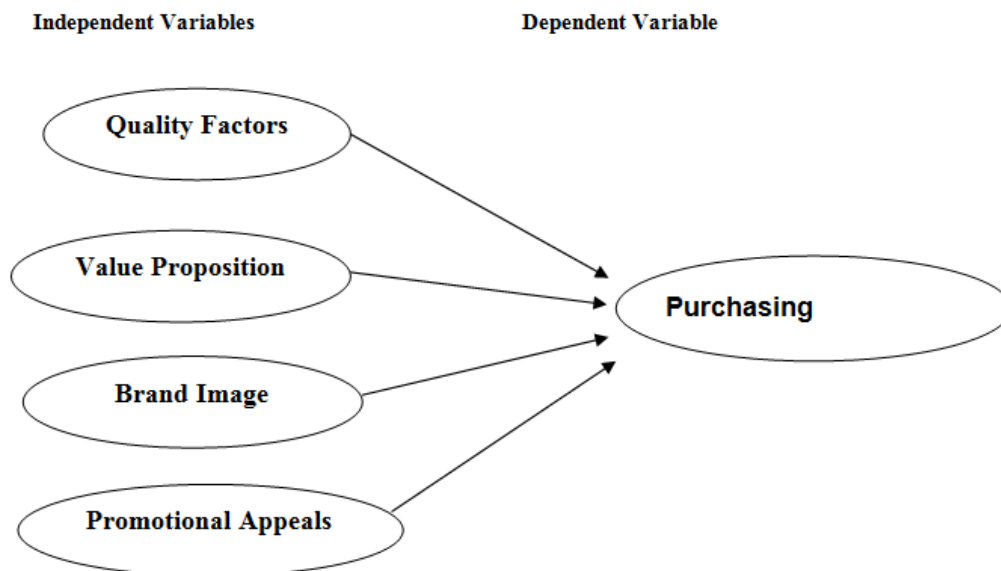 Independent Variables
Dependent Variable
Quality Factors
Value Proposition
Purchasing
Brand Image
Promotional Appeals